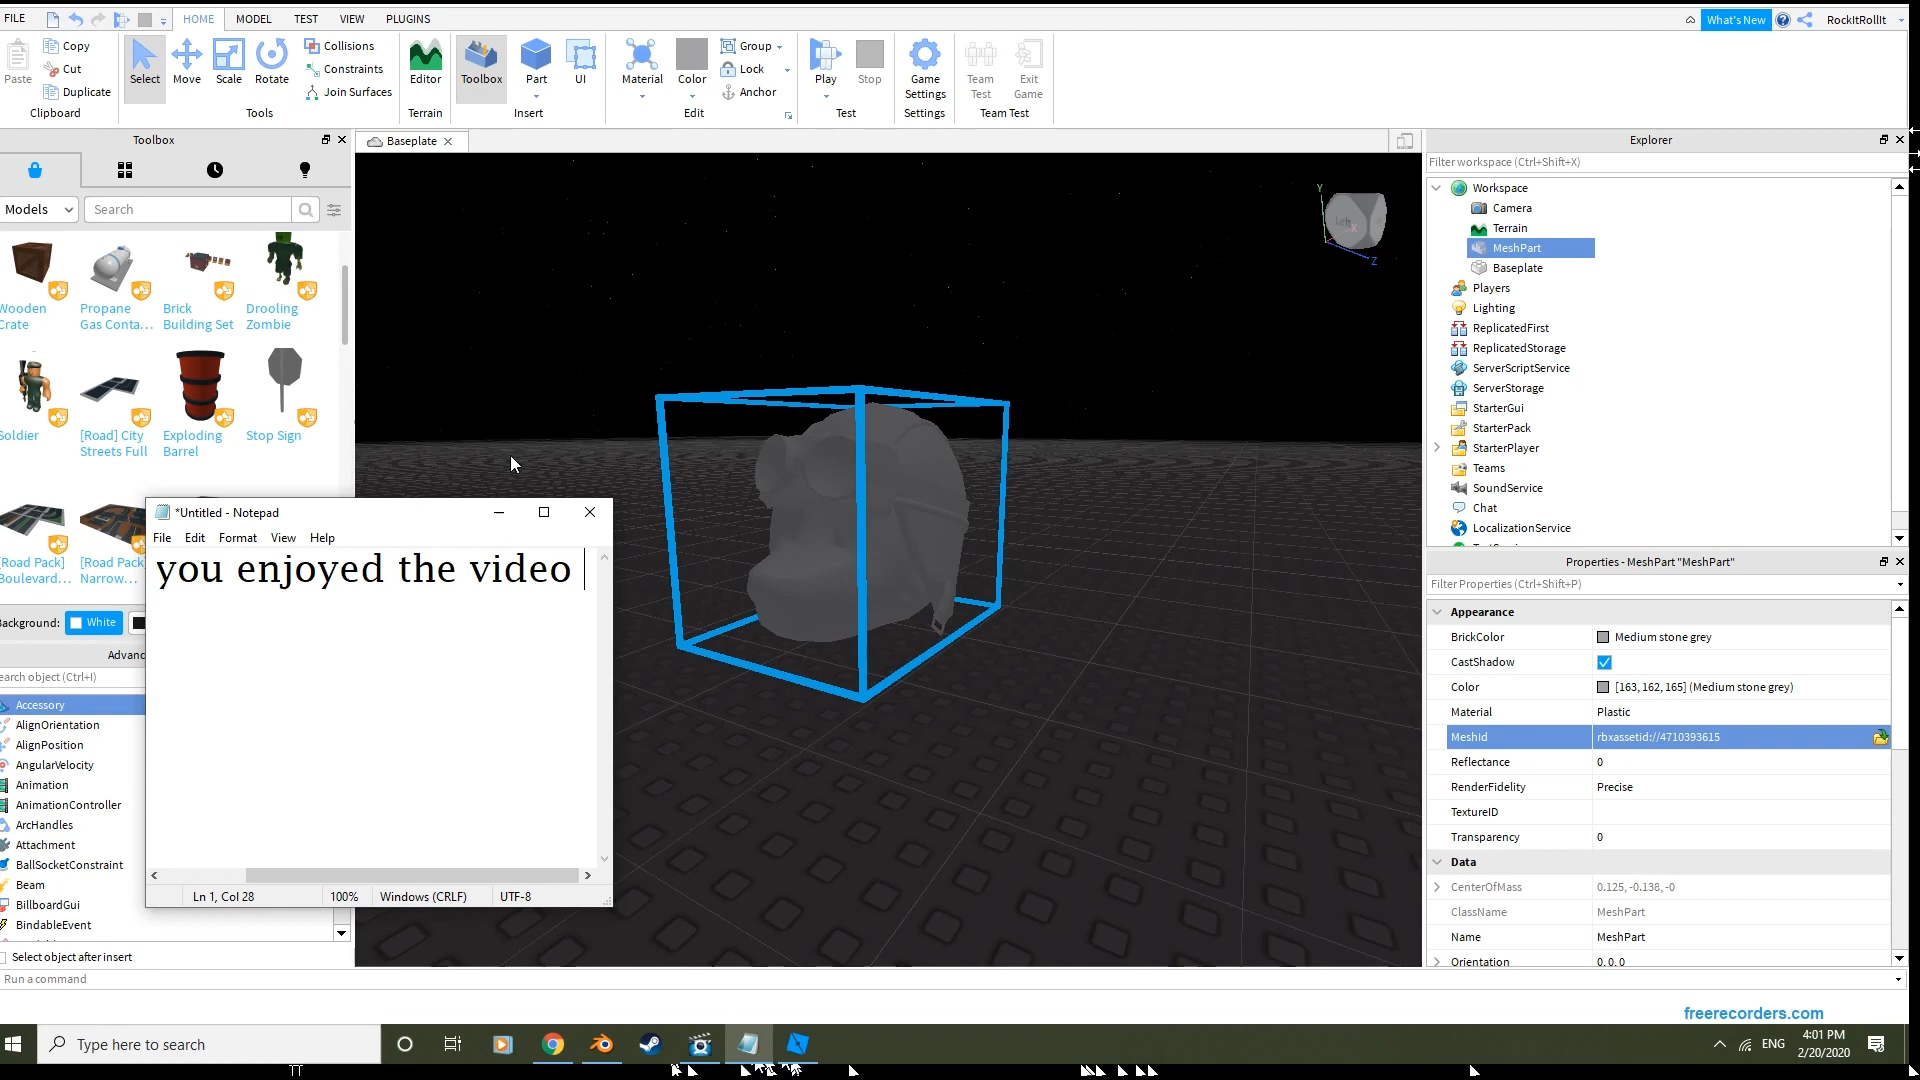 FILE HOME MODEL TEST VIEW PLUGINS What's New RockItRollIt
Paste Copy Cut Duplicate Clipboard
Select Move Scale Rotate Collisions Constraints Join Surfaces Tools
Editor Terrain
Toolbox Part UI Insert
Material Color Group Lock Anchor Edit
Play Stop Test
Game Settings Settings
Team Test Exit Game Team Test
Toolbox
Baseplate
Explorer
Filter workspace (Ctrl+Shift+X)
Models Search
Wooden Crate
Propane Gas Conta...
Brick Building Set
Drooling Zombie
Soldier
[Road] City Streets Full
Exploding Barrel
Stop Sign
[Road Pack] Boulevard...
[Road Pack] Narrow...
Background: White
Advanc
earch object (Ctrl+I)
Accessory
AlignOrientation
AlignPosition
AngularVelocity
Animation
AnimationController
ArcHandles
Attachment
BallSocketConstraint
Beam
BillboardGui
BindableEvent
Select object after insert
Run a command
*Untitled - Notepad
File Edit Format View Help
you enjoyed the video
Ln 1, Col 28 100% Windows (CRLF) UTF-8
Y
Left
X
Z
Workspace
Camera
Terrain
MeshPart
Baseplate
Players
Lighting
ReplicatedFirst
ReplicatedStorage
ServerScriptService
ServerStorage
StarterGui
StarterPack
StarterPlayer
Teams
SoundService
Chat
LocalizationService
Properties - MeshPart "MeshPart"
Filter Properties (Ctrl+Shift+P)
Appearance
BrickColor Medium stone grey
CastShadow
Color [163, 162, 165] (Medium stone grey)
Material Plastic
MeshId rbxassetid://4710393615
Reflectance 0
RenderFidelity Precise
TextureID
Transparency 0
Data
CenterOfMass 0.125, -0.138, -0
ClassName MeshPart
Name MeshPart
Orientation 0, 0, 0
freerecorders.com
Type here to search
ENG
4:01 PM
2/20/2020